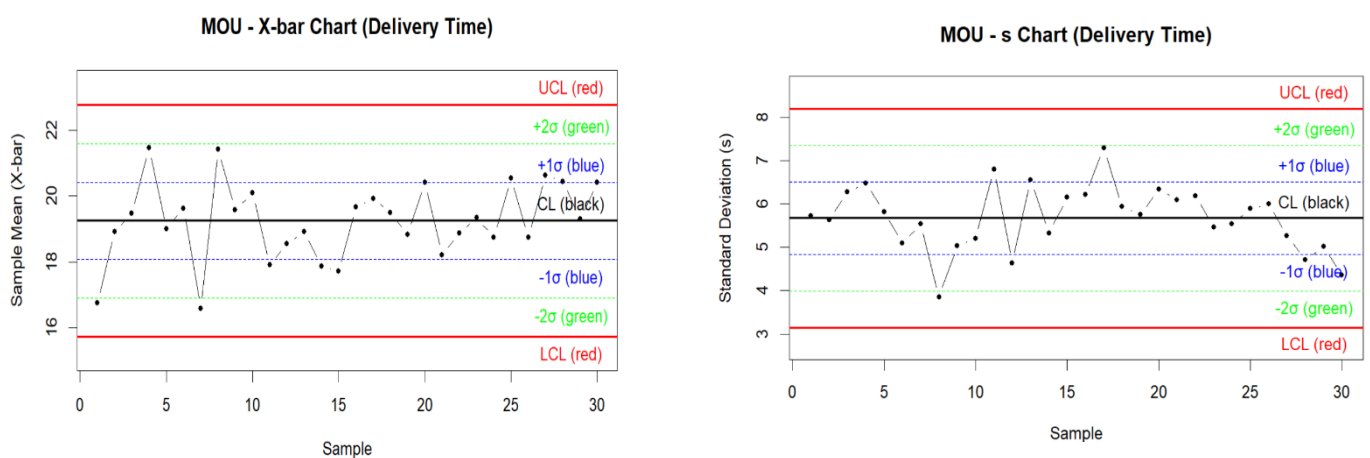 MOU - X-bar Chart (Delivery Time)
Sample Mean (X-bar)
22
20
18
16
UCL (red)
+2σ (green)
+1σ (blue)
CL (black)
-1σ (blue)
-2σ (green)
LCL (red)
0 5 10 15 20 25 30
Sample
MOU - s Chart (Delivery Time)
Standard Deviation (s)
8
7
6
5
4
3
UCL (red)
+2σ (green)
+1σ (blue)
CL (black)
-1σ (blue)
-2σ (green)
LCL (red)
0 5 10 15 20 25 30
Sample